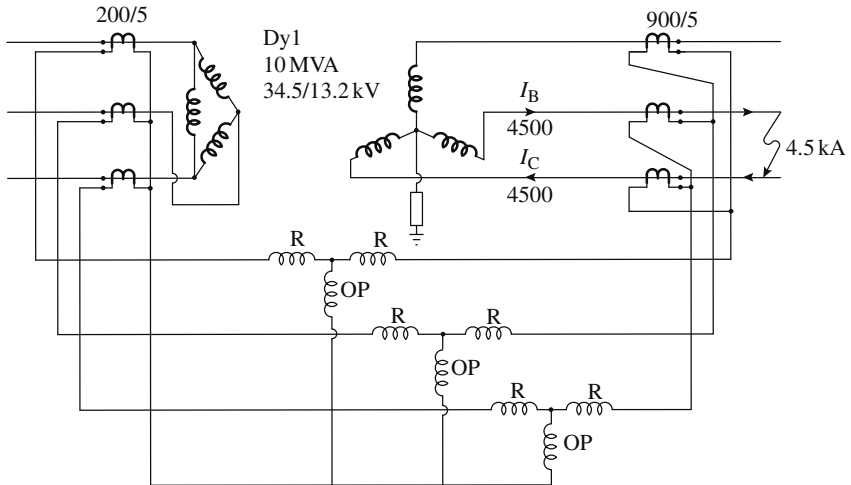 200/5
Dy1
10 MVA
34.5/13.2 kV
900/5
I_B
4500
I_C
4500
4.5 kA
R
R
OP
R
R
OP
R
R
OP